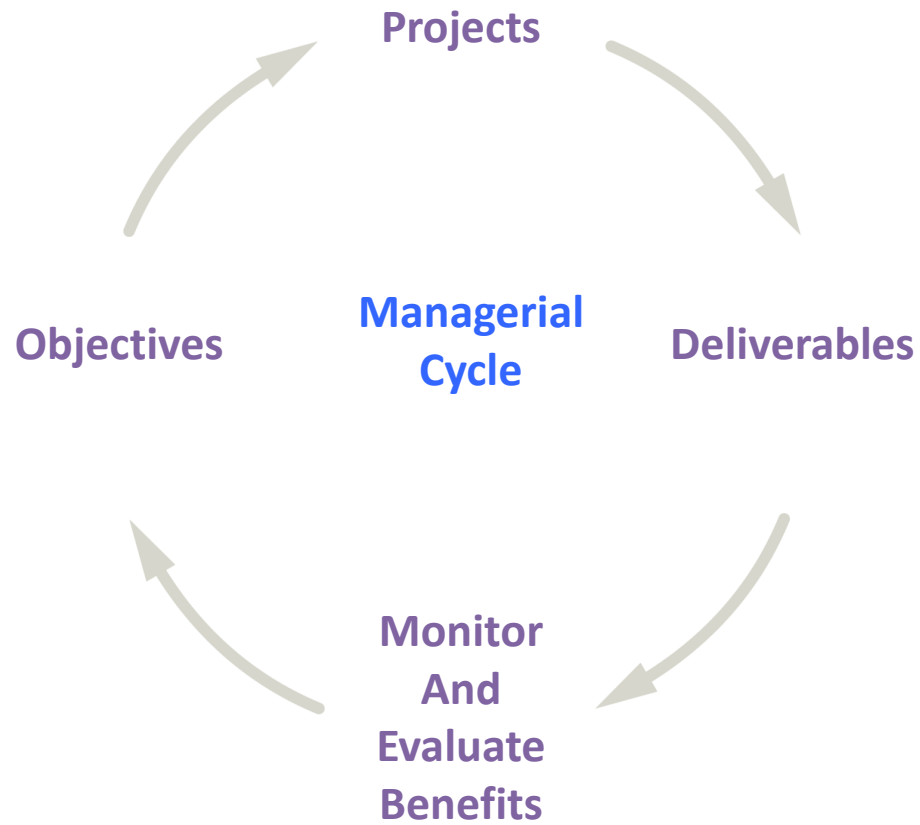 Projects
Objectives
Managerial
Cycle
Deliverables
Monitor
And
Evaluate
Benefits